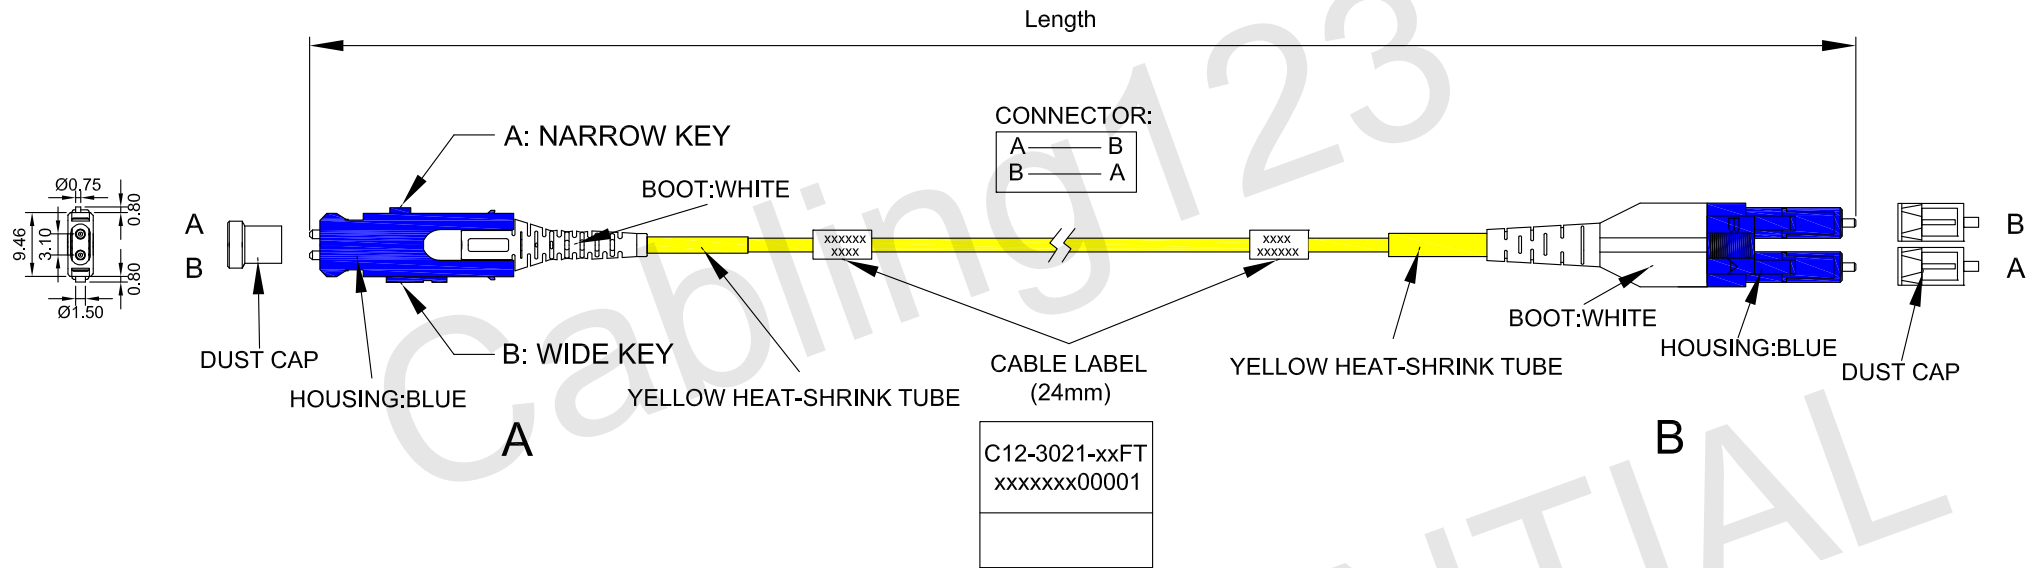 Length
CONNECTOR:
A B
B A
A: NARROW KEY
BOOT:WHITE
Ø0.75
0.80
9.46
3.10
0.80
Ø1.50
A
B
XXXXXX
XXXX
XXXX
XXXXXX
B
A
DUST CAP
HOUSING:BLUE
B: WIDE KEY
YELLOW HEAT-SHRINK TUBE
CABLE LABEL
(24mm)
YELLOW HEAT-SHRINK TUBE
BOOT:WHITE
HOUSING:BLUE
DUST CAP
A
B
C12-3021-xxFT
xxxxxxx00001
Cabling123
NTIAL